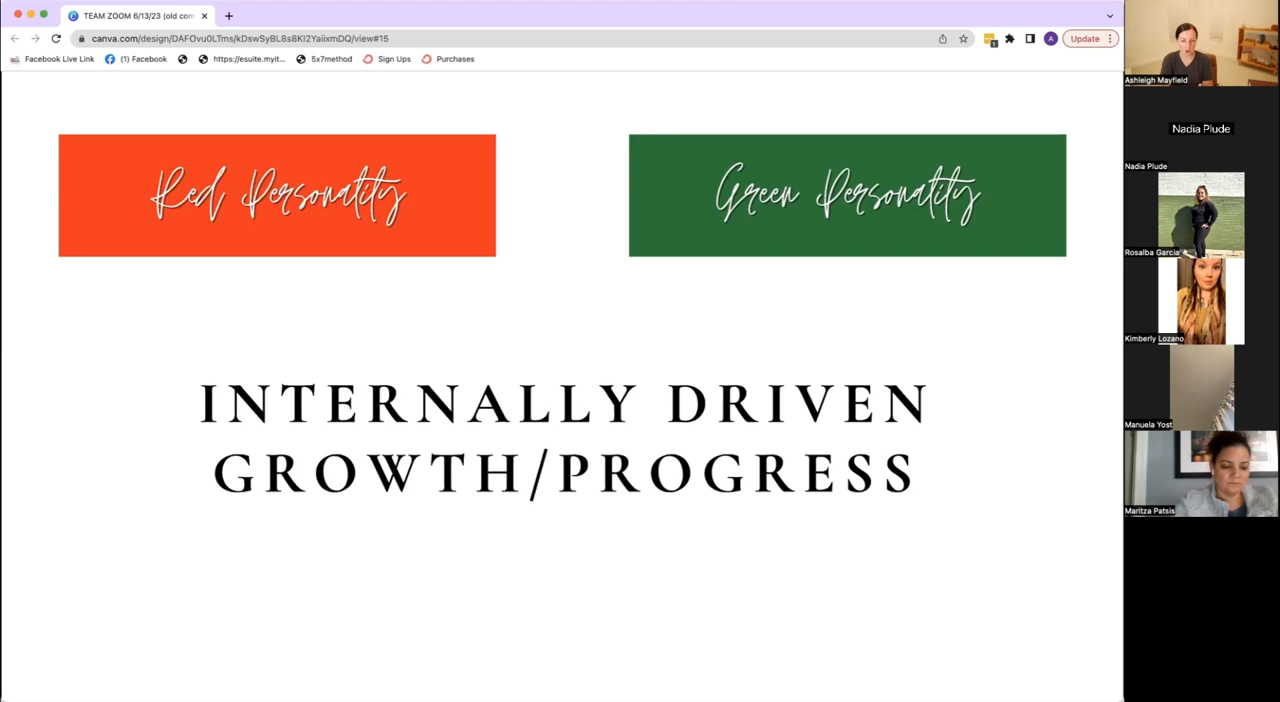 TEAM ZOOM 6/13/23 (old com
canva.com/design/DAFOvu0LTms/kDswSyBL8s8KI2YaiixmDQ/view#15
Update
Facebook Live Link
(1) Facebook
https://esuite.myit...
5x7method
Sign Ups
Purchases
Red Personality
Green Personality
INTERNALLY DRIVEN
GROWTH/PROGRESS
Ashleigh Mayfield
Nadia Plude
Nadia Plude
Rosalba Garcia
Kimberly Lozano
Manuela Yost
Maritza Patsis